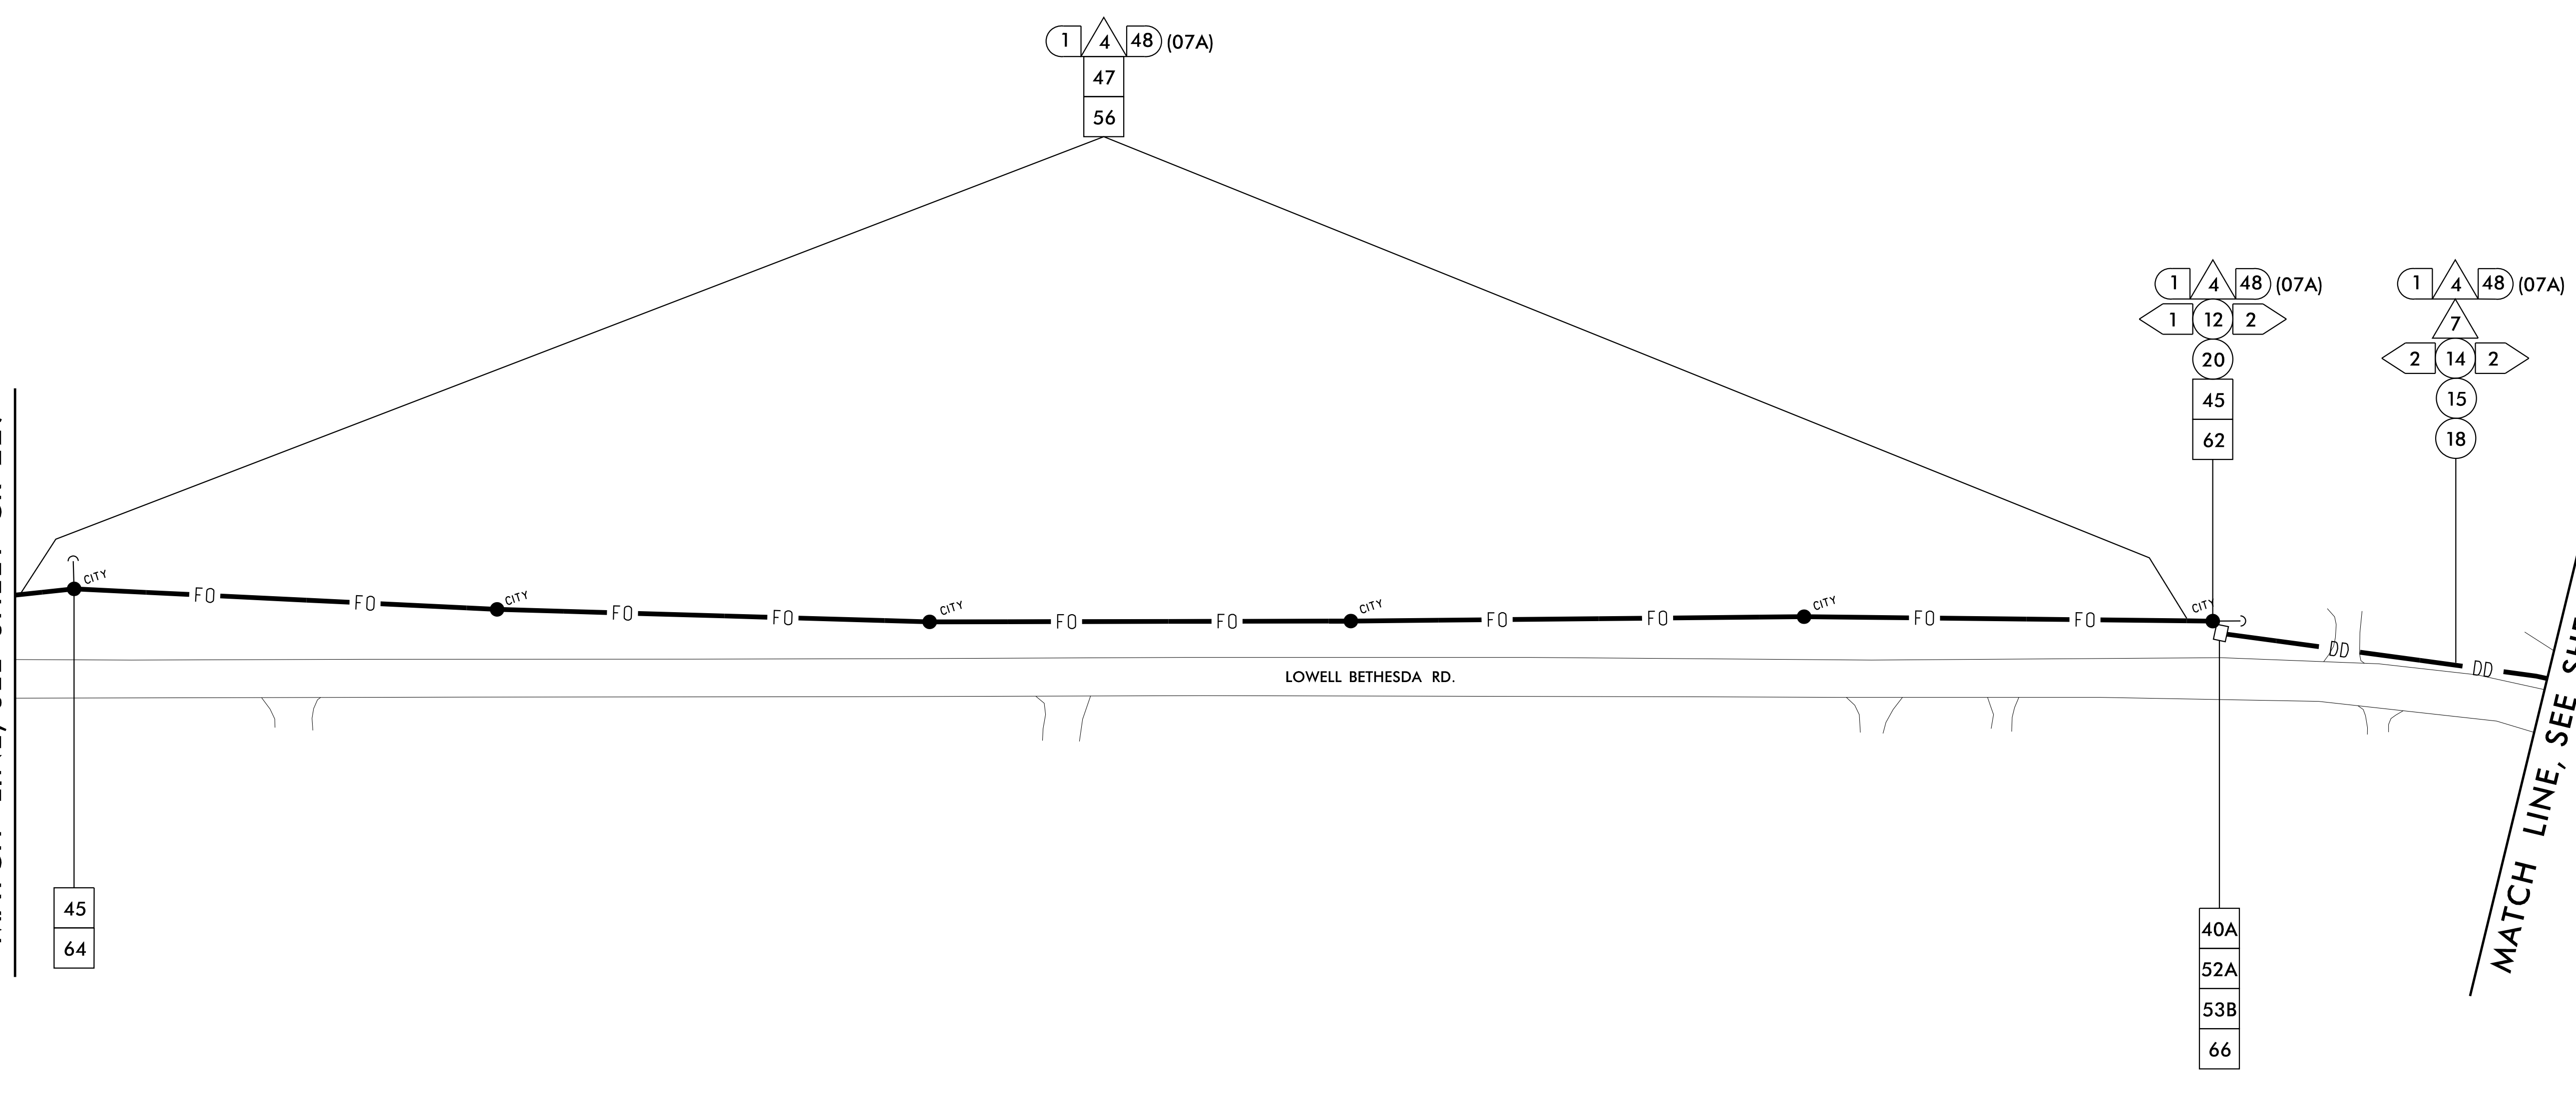 1 4 48 (07A)
47
56
1 4 48 (07A)
1 12 2
20
45
62
1 4 48 (07A)
7
2 14 2
15
18
CITY
CITY
CITY
CITY
CITY
CITY
FO FO FO FO FO FO FO FO FO FO
DD DD
LOWELL BETHESDA RD.
45
64
40A
52A
53B
66
MATCH LINE, SEE